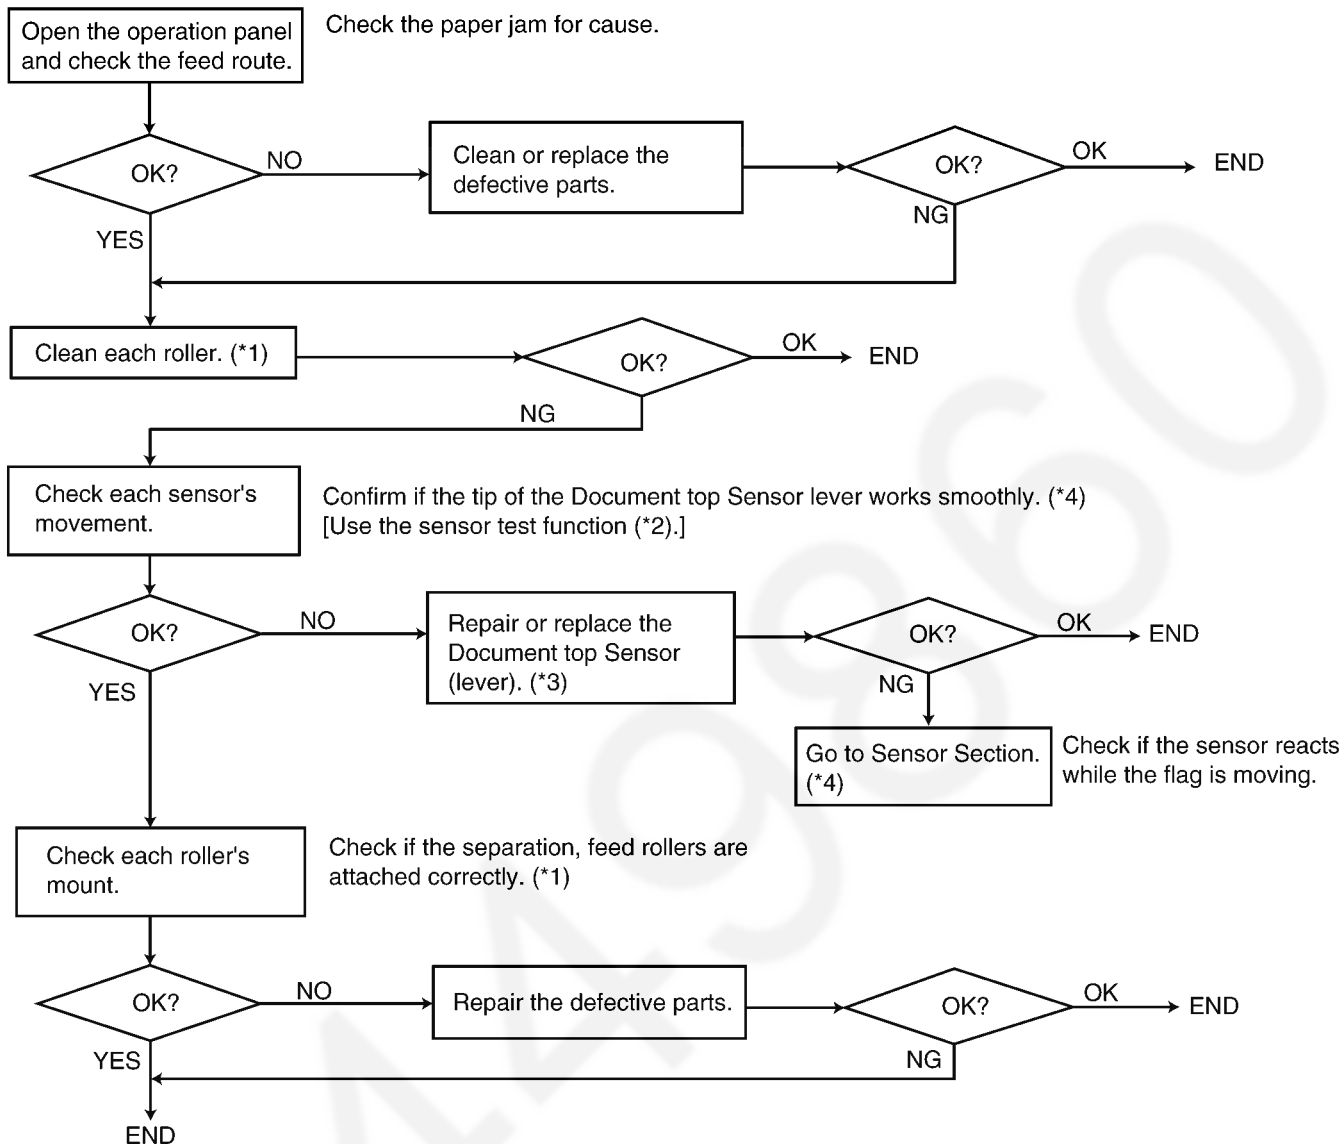 Open the operation panel
and check the feed route.
Check the paper jam for cause.
OK?
NO
Clean or replace the
defective parts.
OK?
OK
END
NG
YES
Clean each roller. (*1)
OK?
OK
END
NG
Check each sensor's
movement.
Confirm if the tip of the Document top Sensor lever works smoothly. (*4)
[Use the sensor test function (*2).]
OK?
NO
Repair or replace the
Document top Sensor
(lever). (*3)
OK?
OK
END
YES
NG
Go to Sensor Section.
(*4)
Check if the sensor reacts
while the flag is moving.
Check each roller's
mount.
Check if the separation, feed rollers are
attached correctly. (*1)
OK?
NO
Repair the defective parts.
OK?
OK
END
YES
NG
END